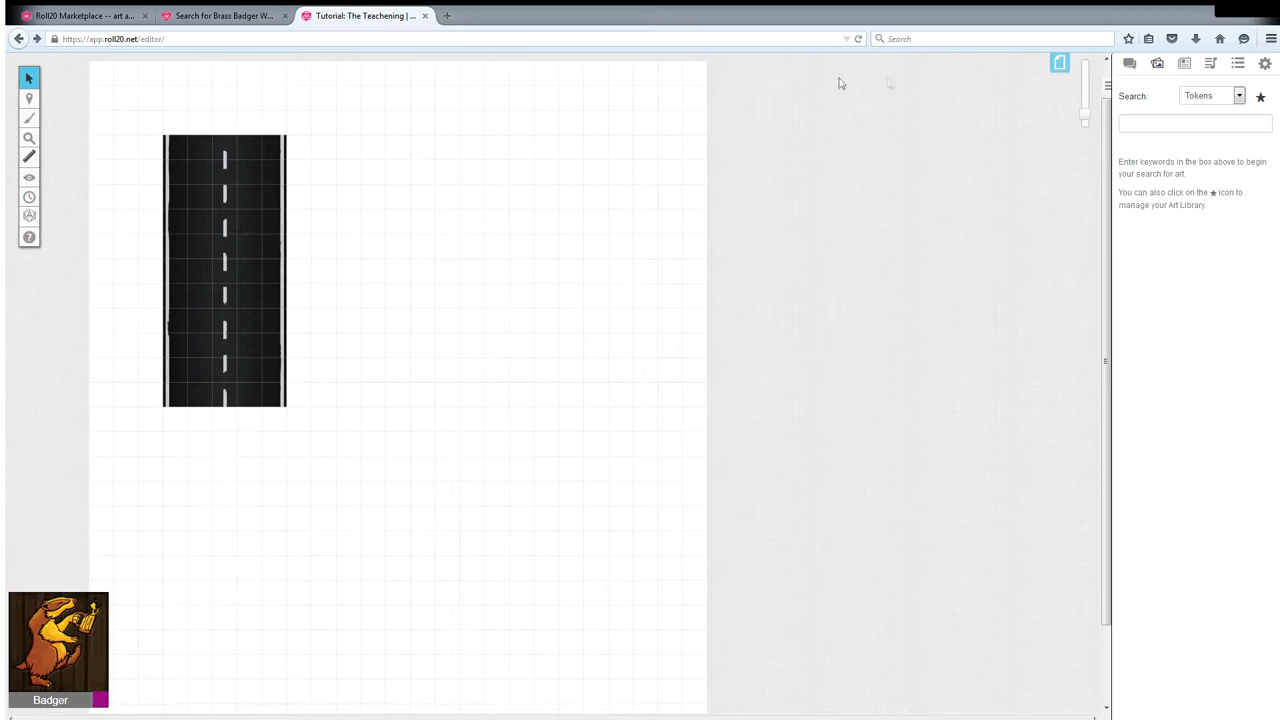 Roll20 Marketplace -- art a...
Search for Brass Badger W...
Tutorial: The Teachening | ...
https://app.roll20.net/editor/
Search
Search:
Tokens
Enter keywords in the box above to begin
your search for art.
You can also click on the ★ icon to
manage your Art Library.
Badger